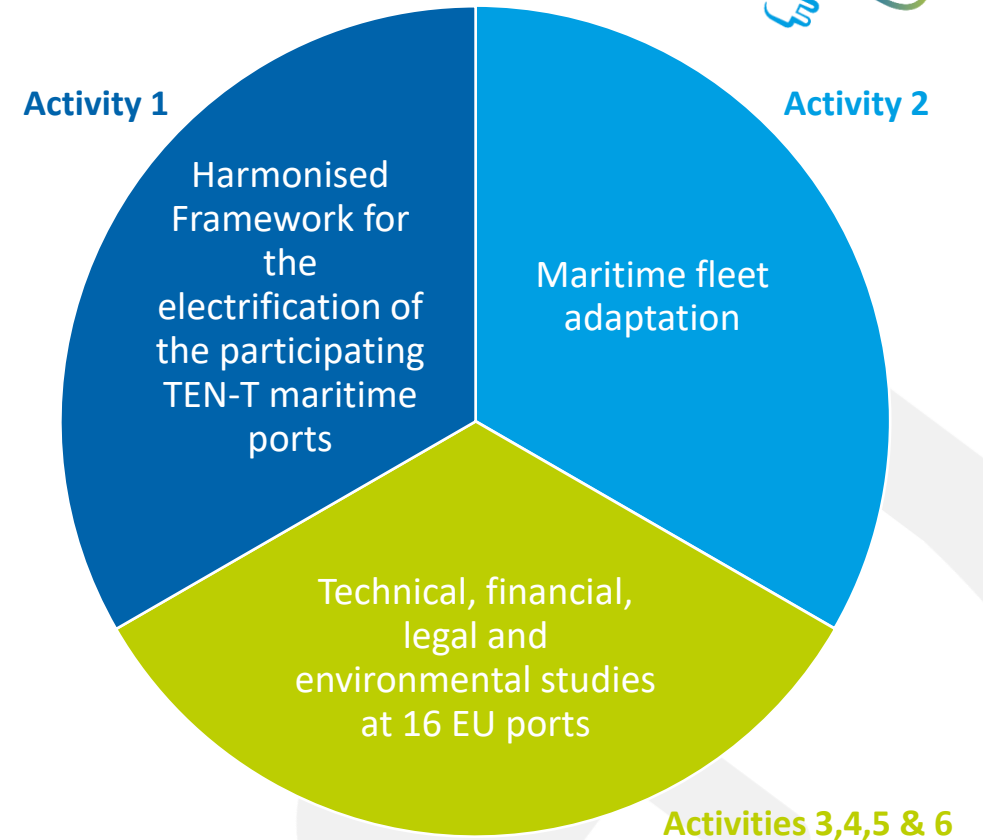 Activity 1
Harmonised
Framework for
the
electrification of
the participating
TEN-T maritime
ports
Activity 2
Maritime fleet
adaptation
Technical, financial,
legal and
environmental studies
at 16 EU ports
Activities 3,4,5 & 6